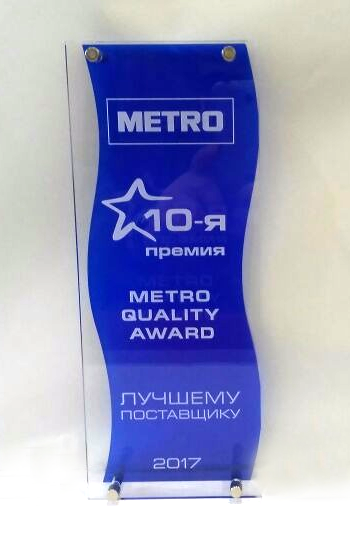 METRO
10-я
премия
METRO
QUALITY
AWARD
ЛУЧШЕМУ
ПОСТАВЩИКУ
2017